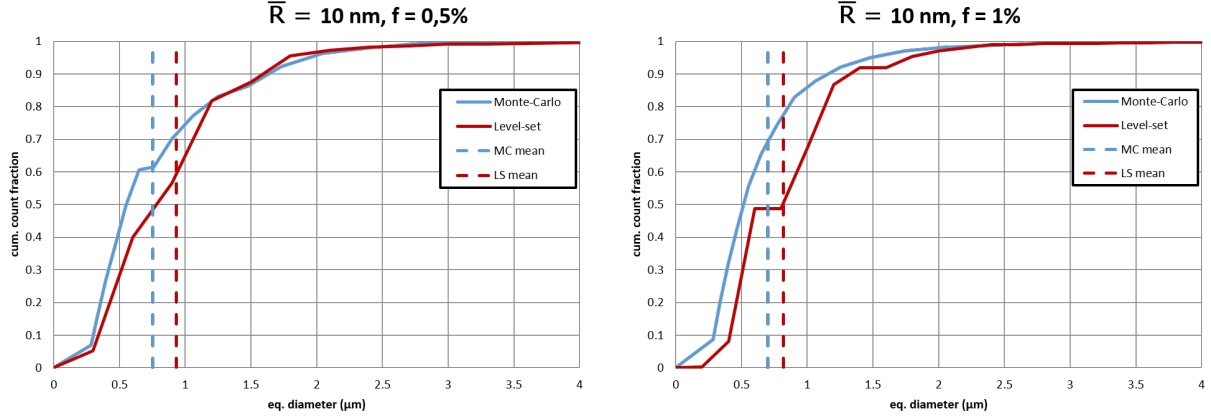 R̅ = 10 nm, f = 0,5%
cum. count fraction
1
0.9
0.8
0.7
0.6
0.5
0.4
0.3
0.2
0.1
0
Monte-Carlo
Level-set
MC mean
LS mean
0 0.5 1 1.5 2 2.5 3 3.5 4
eq. diameter (µm)
R̅ = 10 nm, f = 1%
cum. count fraction
1
0.9
0.8
0.7
0.6
0.5
0.4
0.3
0.2
0.1
0
Monte-Carlo
Level-set
MC mean
LS mean
0 0.5 1 1.5 2 2.5 3 3.5 4
eq. diameter (µm)